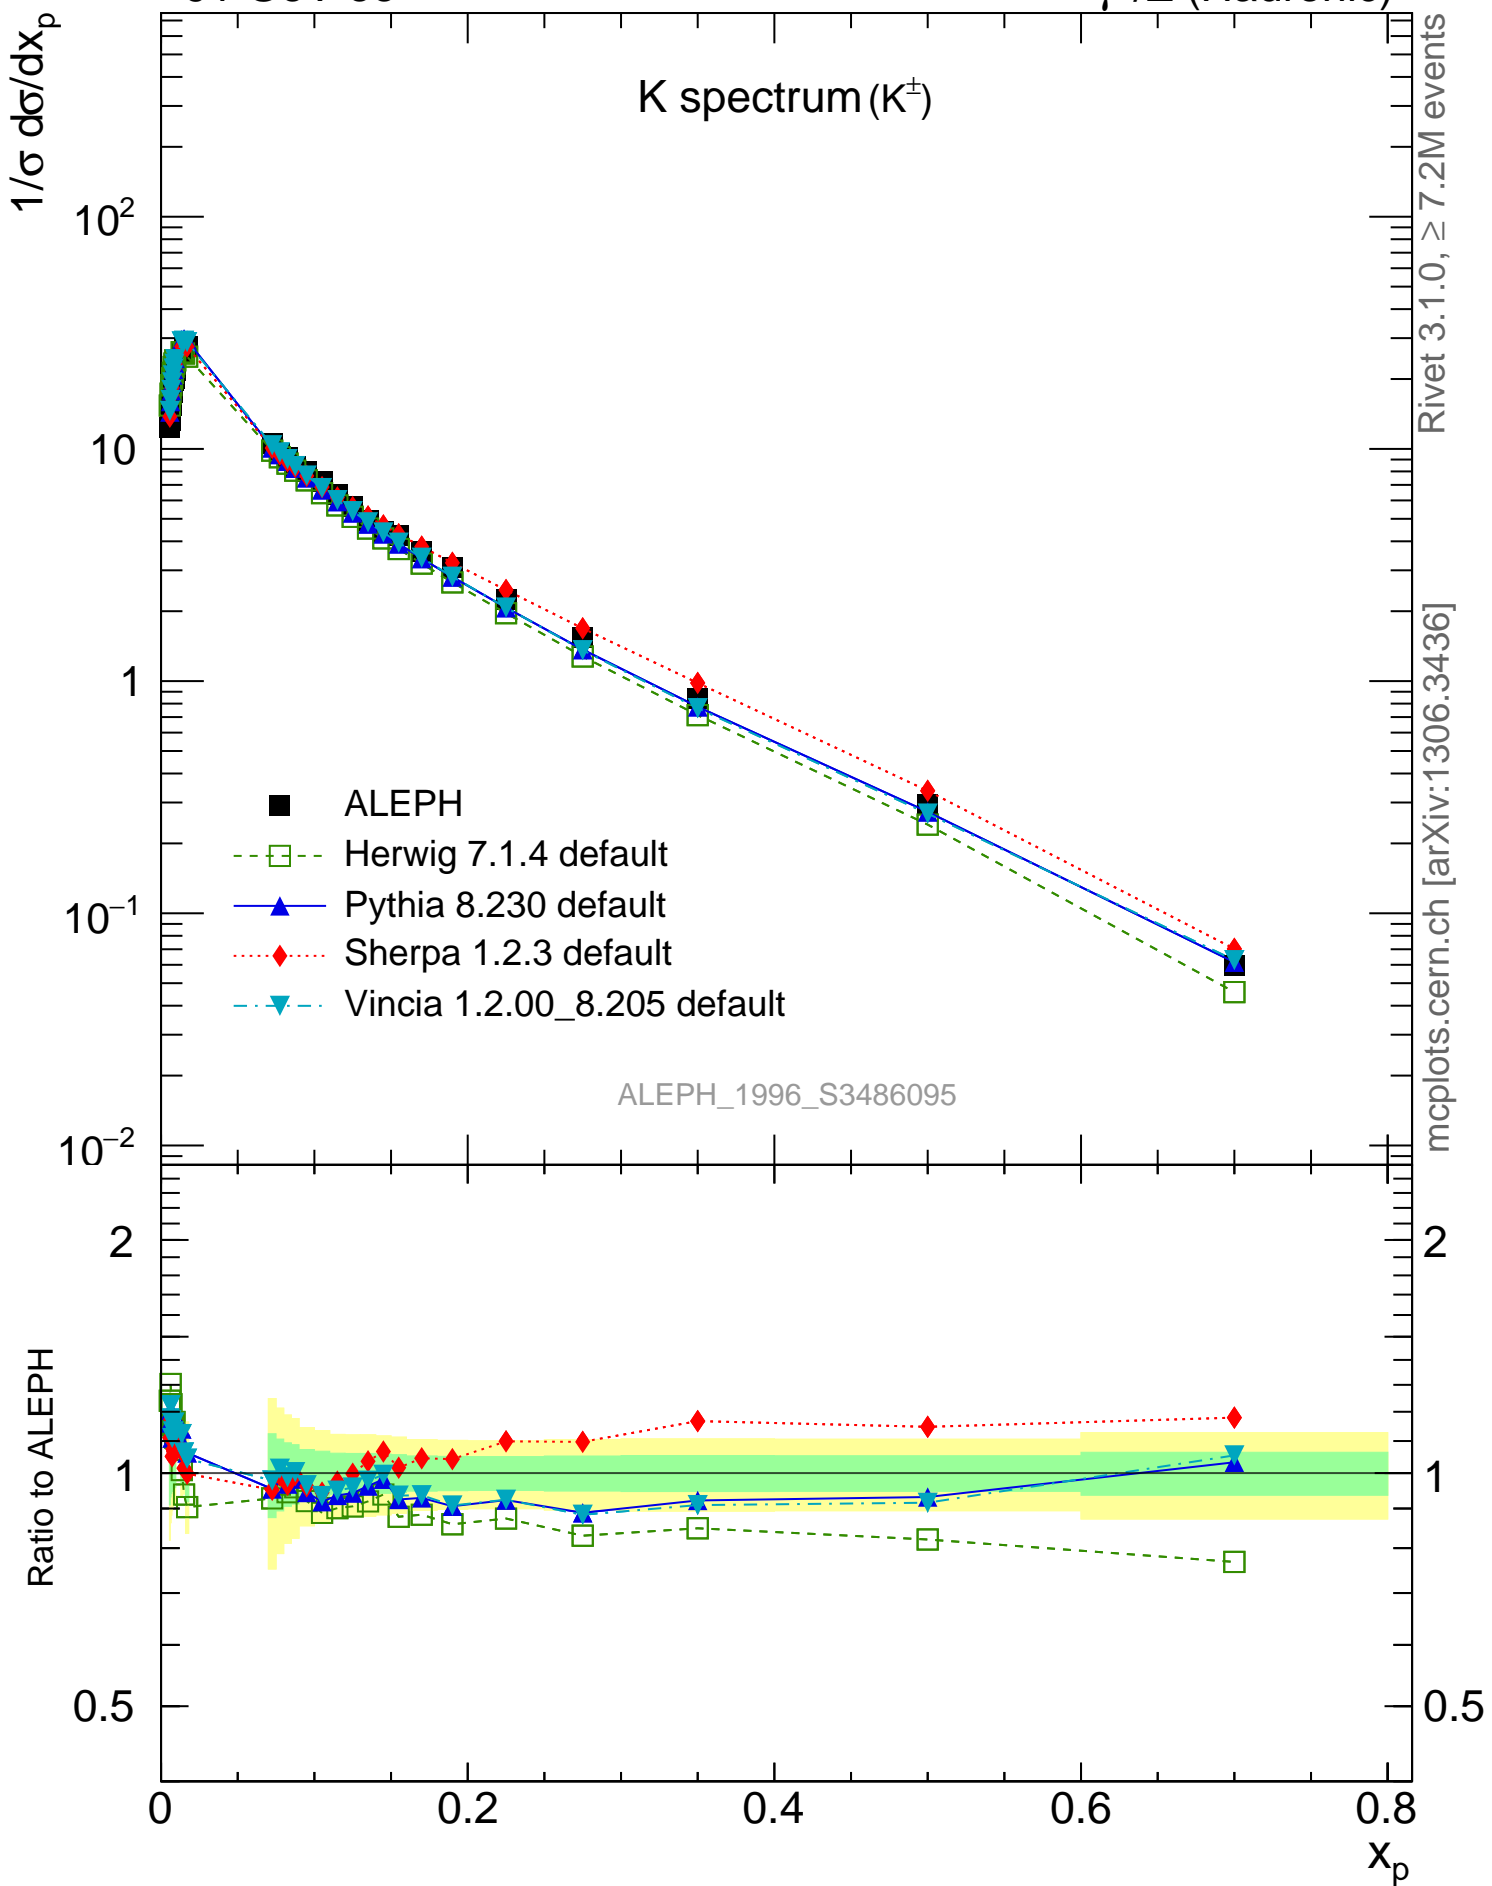 1/σ dσ/dx_p
K spectrum (K^±)
10^2
10
1
10^−1
10^−2
ALEPH
Herwig 7.1.4 default
Pythia 8.230 default
Sherpa 1.2.3 default
Vincia 1.2.00_8.205 default
ALEPH_1996_S3486095
Rivet 3.1.0, ≥ 7.2M events
mcplots.cern.ch [arXiv:1306.3436]
Ratio to ALEPH
2
1
0.5
2
1
0.5
0
0.2
0.4
0.6
0.8
x_p